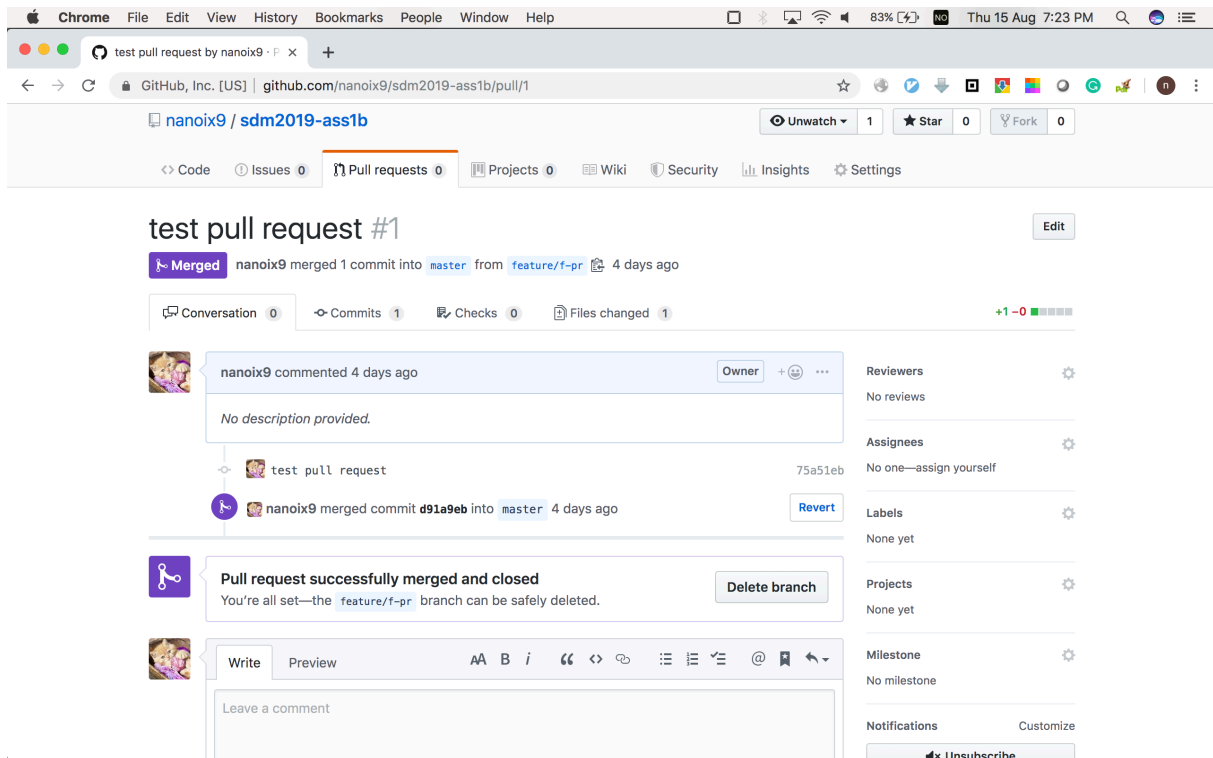 Chrome File Edit View History Bookmarks People Window Help 83% NO Thu 15 Aug 7:23 PM
test pull request by nanoix9 · P
GitHub, Inc. [US] | github.com/nanoix9/sdm2019-ass1b/pull/1 n
nanoix9 / sdm2019-ass1b Unwatch 1 Star 0 Fork 0
Code Issues 0 Pull requests 0 Projects 0 Wiki Security Insights Settings
test pull request #1 Edit
Merged nanoix9 merged 1 commit into master from feature/f-pr 4 days ago
Conversation 0 Commits 1 Checks 0 Files changed 1 +1 −0
nanoix9 commented 4 days ago Owner
No description provided.
test pull request 75a51eb
nanoix9 merged commit d91a9eb into master 4 days ago Revert
Pull request successfully merged and closed
You're all set—the feature/f-pr branch can be safely deleted.
Delete branch
Write Preview
Leave a comment
Reviewers
No reviews
Assignees
No one—assign yourself
Labels
None yet
Projects
None yet
Milestone
No milestone
Notifications Customize
Unsubscribe